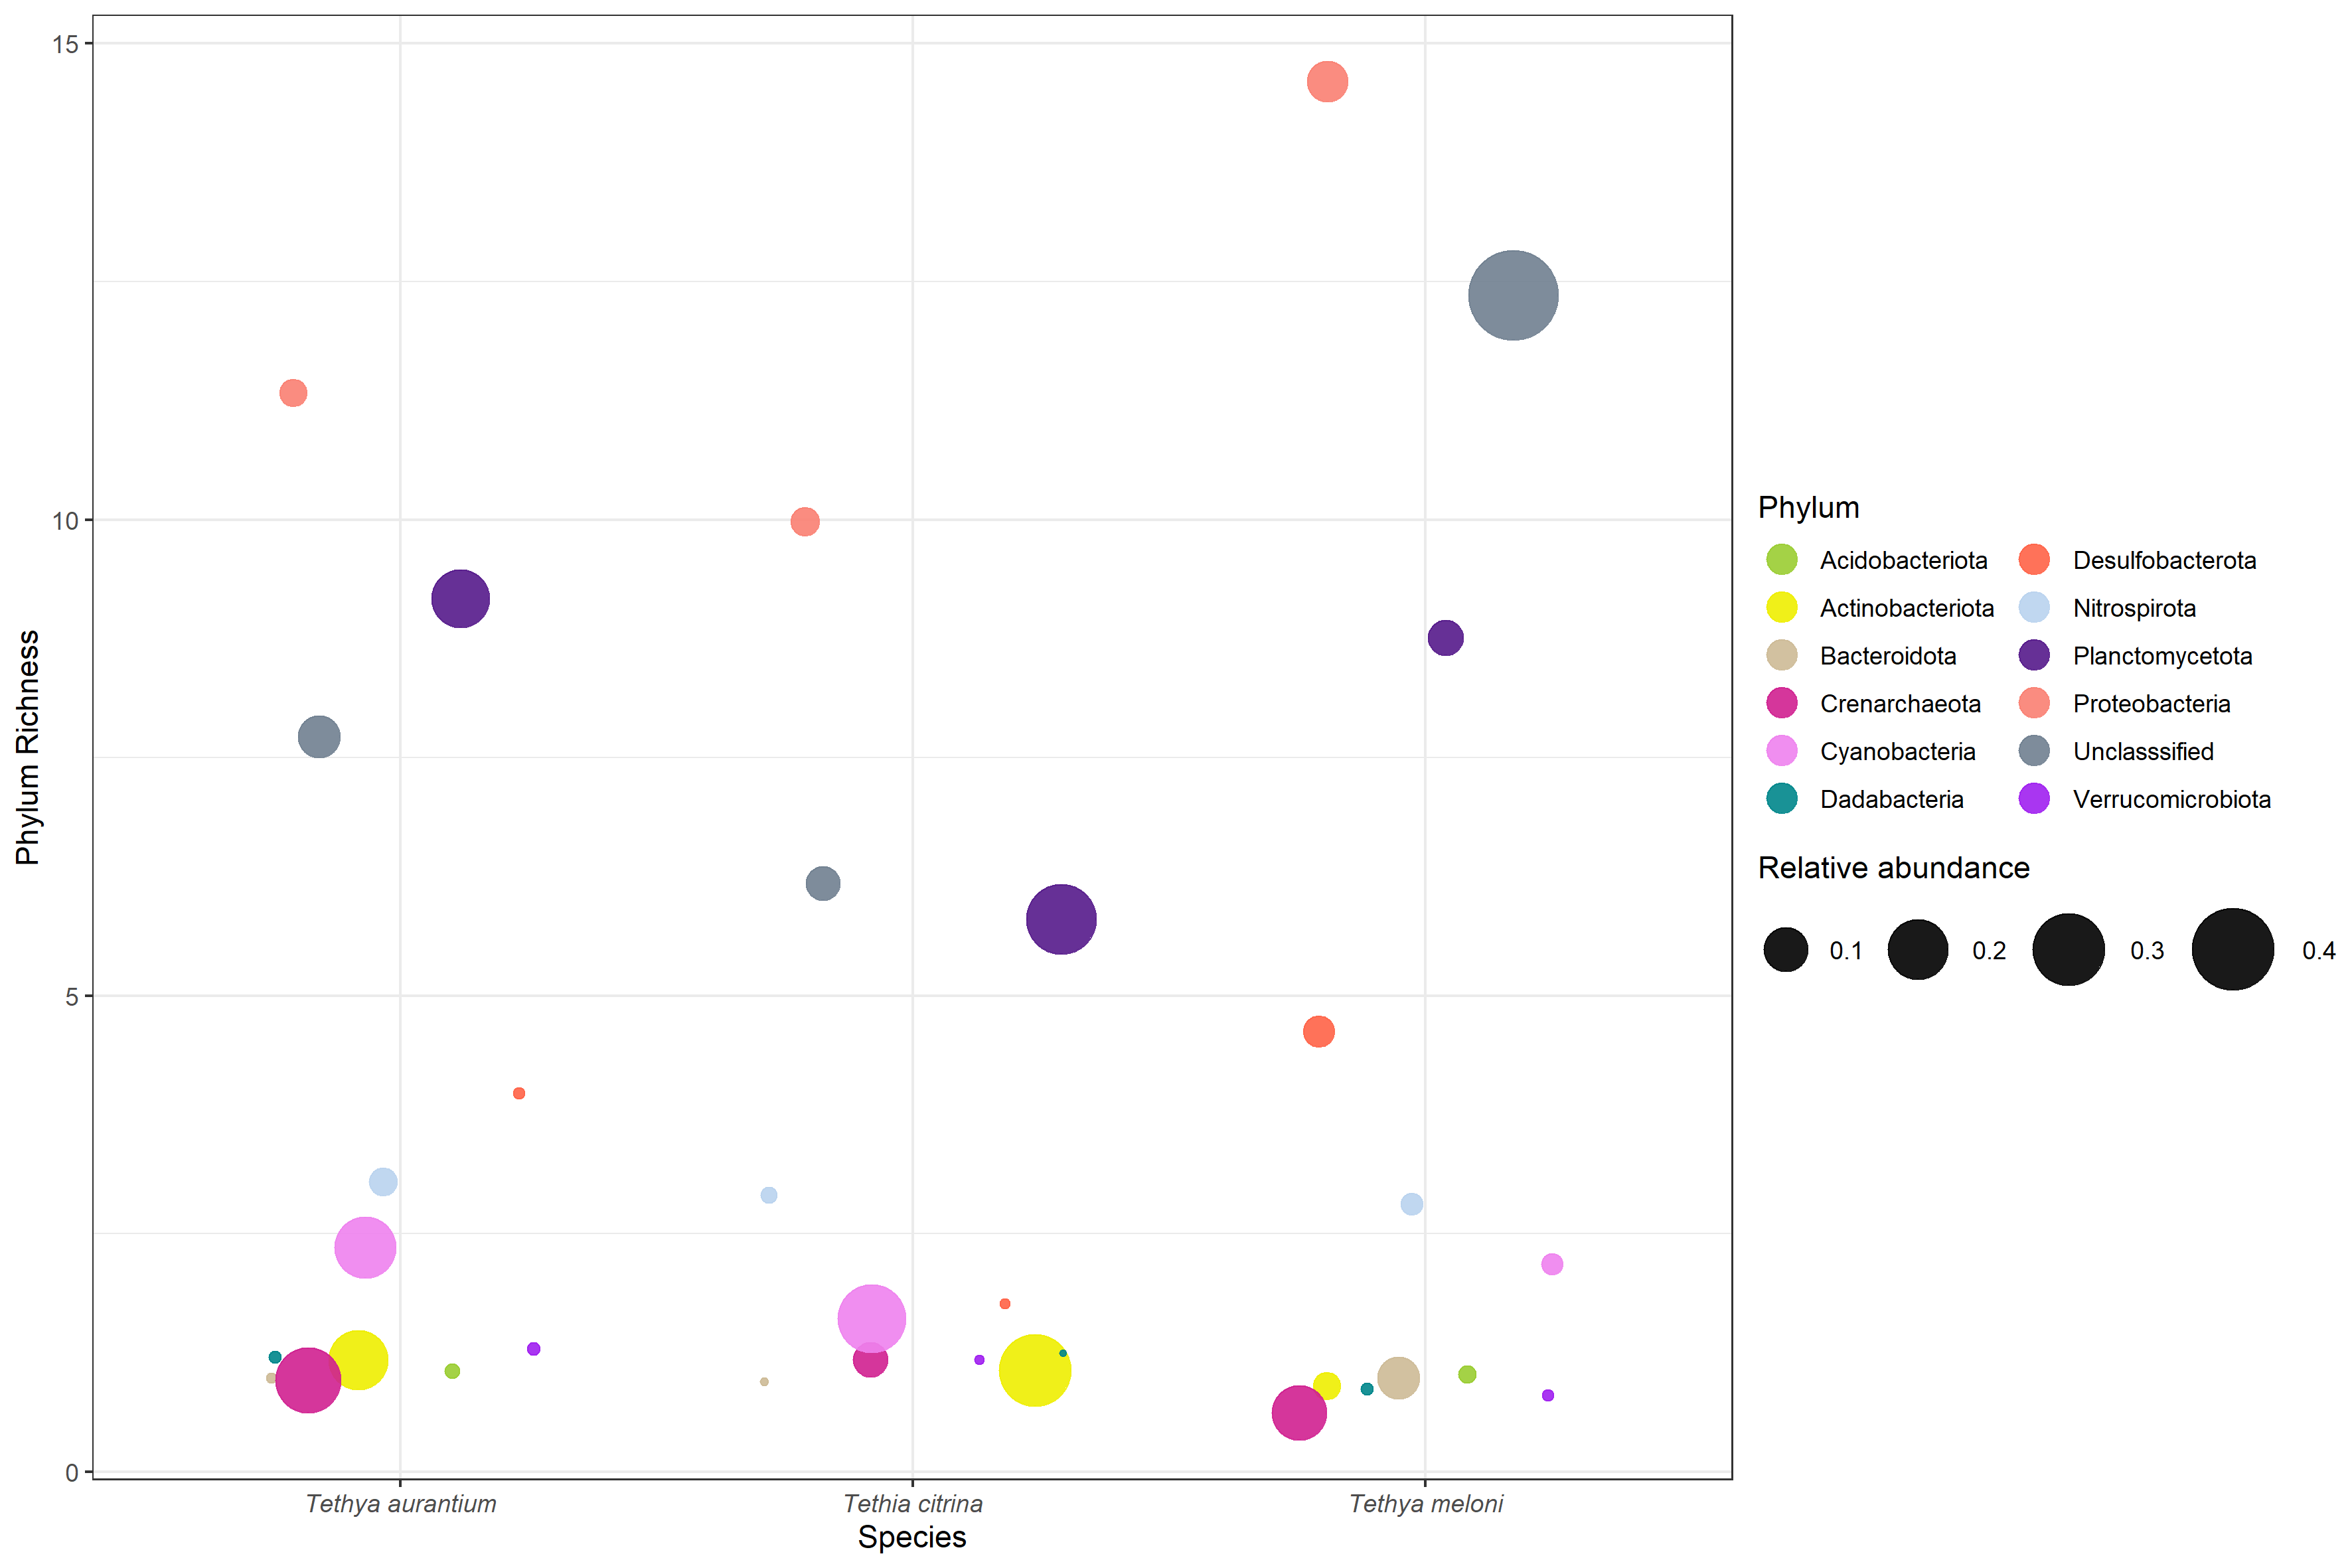 15
10
5
0
Phylum Richness
Tethya aurantium
Tethia citrina
Tethya meloni
Species
Phylum
Acidobacteriota
Actinobacteriota
Bacteroidota
Crenarchaeota
Cyanobacteria
Dadabacteria
Desulfobacterota
Nitrospirota
Planctomycetota
Proteobacteria
Unclasssified
Verrucomicrobiota
Relative abundance
0.1 0.2 0.3 0.4